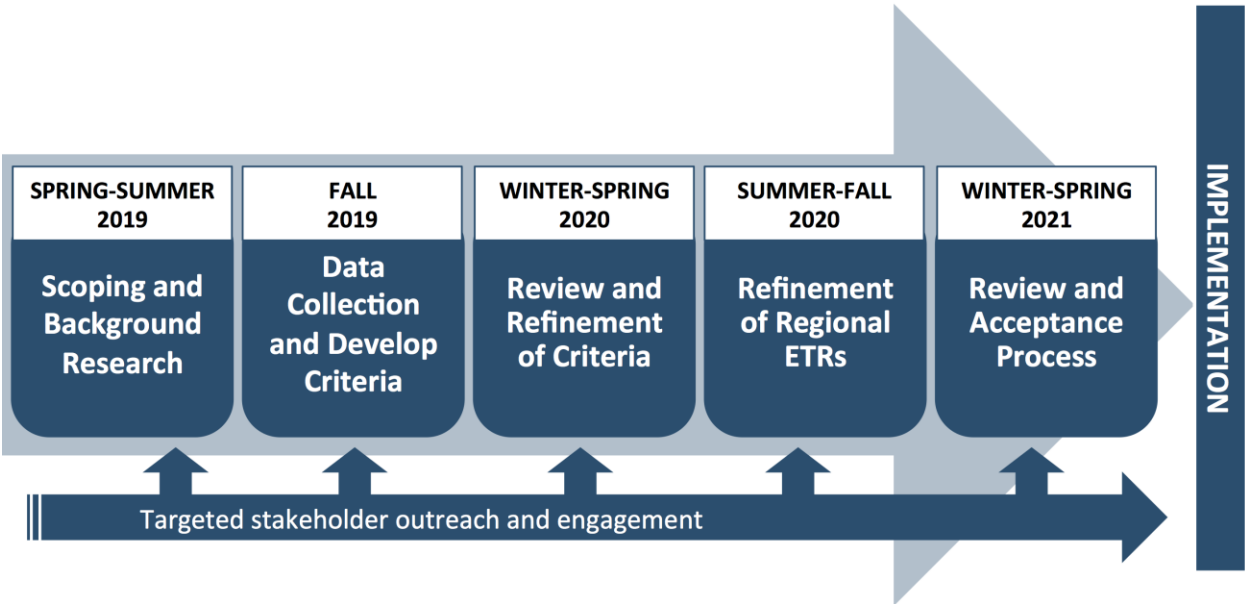 SPRING-SUMMER
2019
Scoping and
Background
Research
FALL
2019
Data
Collection
and Develop
Criteria
WINTER-SPRING
2020
Review and
Refinement
of Criteria
SUMMER-FALL
2020
Refinement
of Regional
ETRs
WINTER-SPRING
2021
Review and
Acceptance
Process
IMPLEMENTATION
Targeted stakeholder outreach and engagement